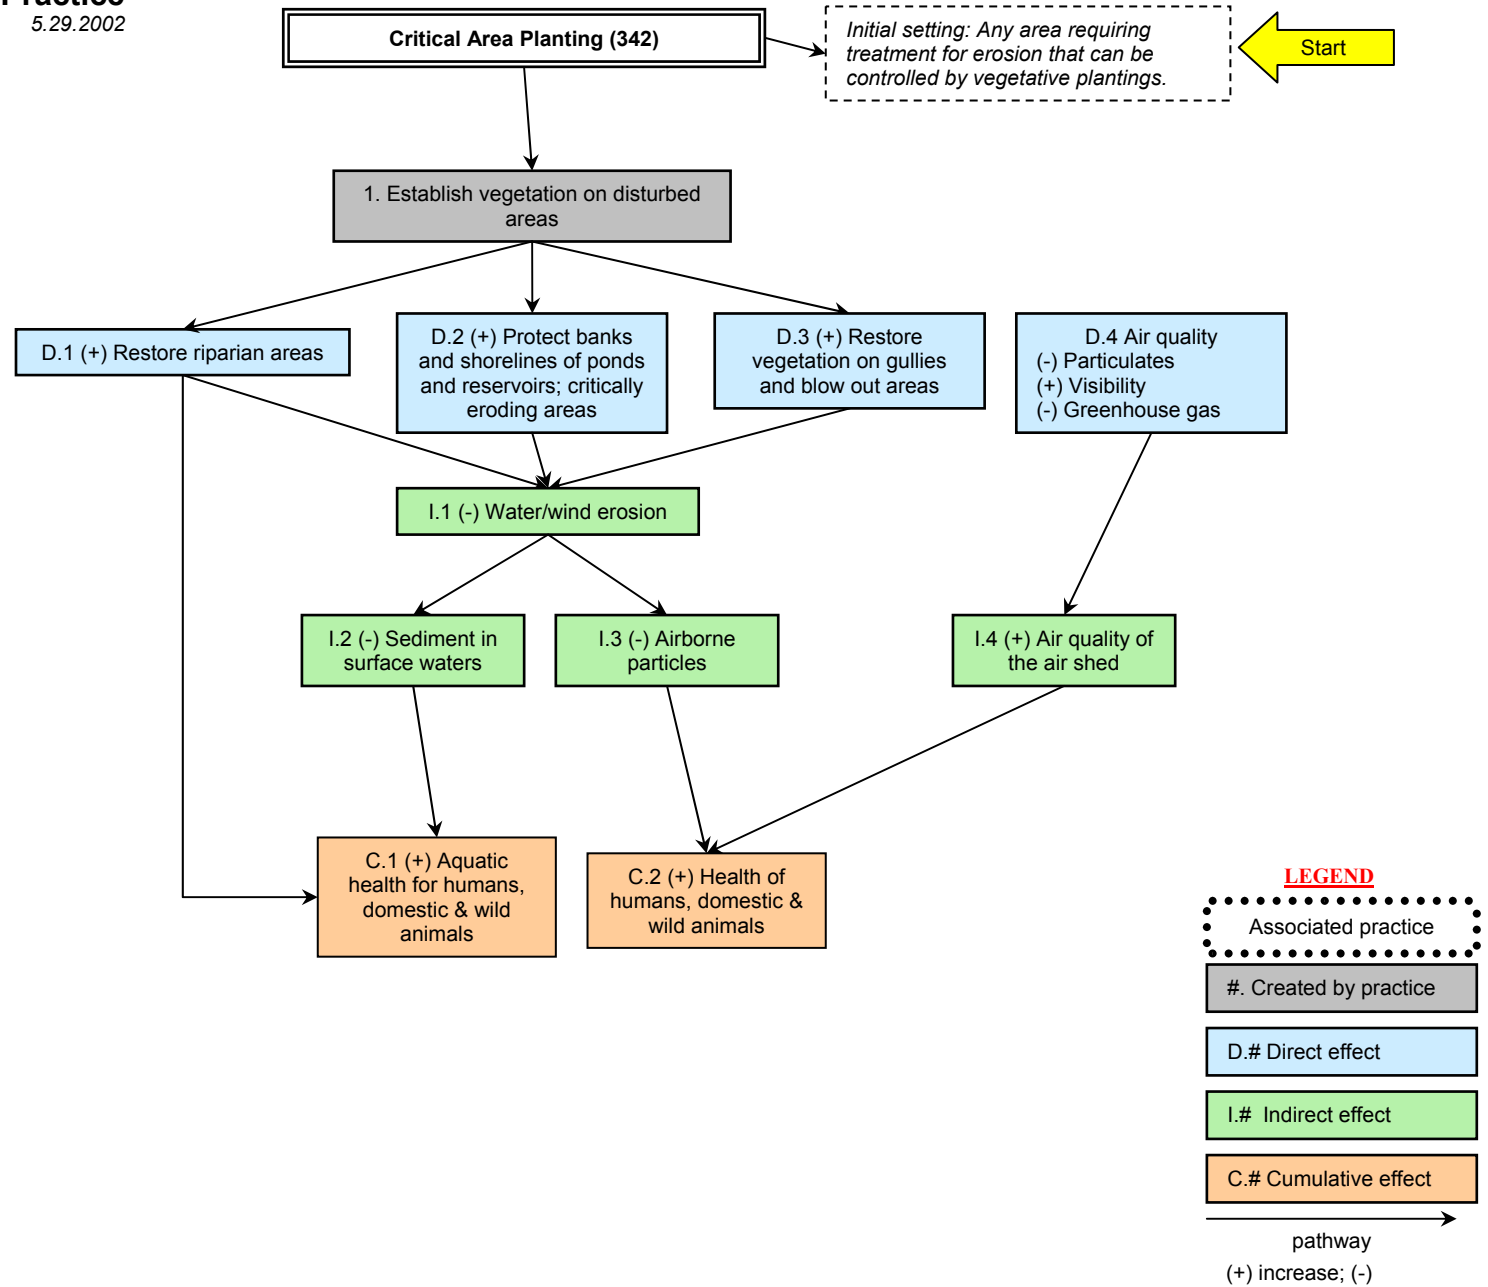 5.29.2002
Critical Area Planting (342)
Initial setting: Any area requiring
treatment for erosion that can be
controlled by vegetative plantings.
Start
1. Establish vegetation on disturbed
areas
D.1 (+) Restore riparian areas
D.2 (+) Protect banks
and shorelines of ponds
and reservoirs; critically
eroding areas
D.3 (+) Restore
vegetation on gullies
and blow out areas
D.4 Air quality
(-) Particulates
(+) Visibility
(-) Greenhouse gas
I.1 (-) Water/wind erosion
I.2 (-) Sediment in
surface waters
I.3 (-) Airborne
particles
I.4 (+) Air quality of
the air shed
C.1 (+) Aquatic
health for humans,
domestic & wild
animals
C.2 (+) Health of
humans, domestic &
wild animals
LEGEND
Associated practice
#. Created by practice
D.# Direct effect
I.# Indirect effect
C.# Cumulative effect
pathway
(+) increase; (-)